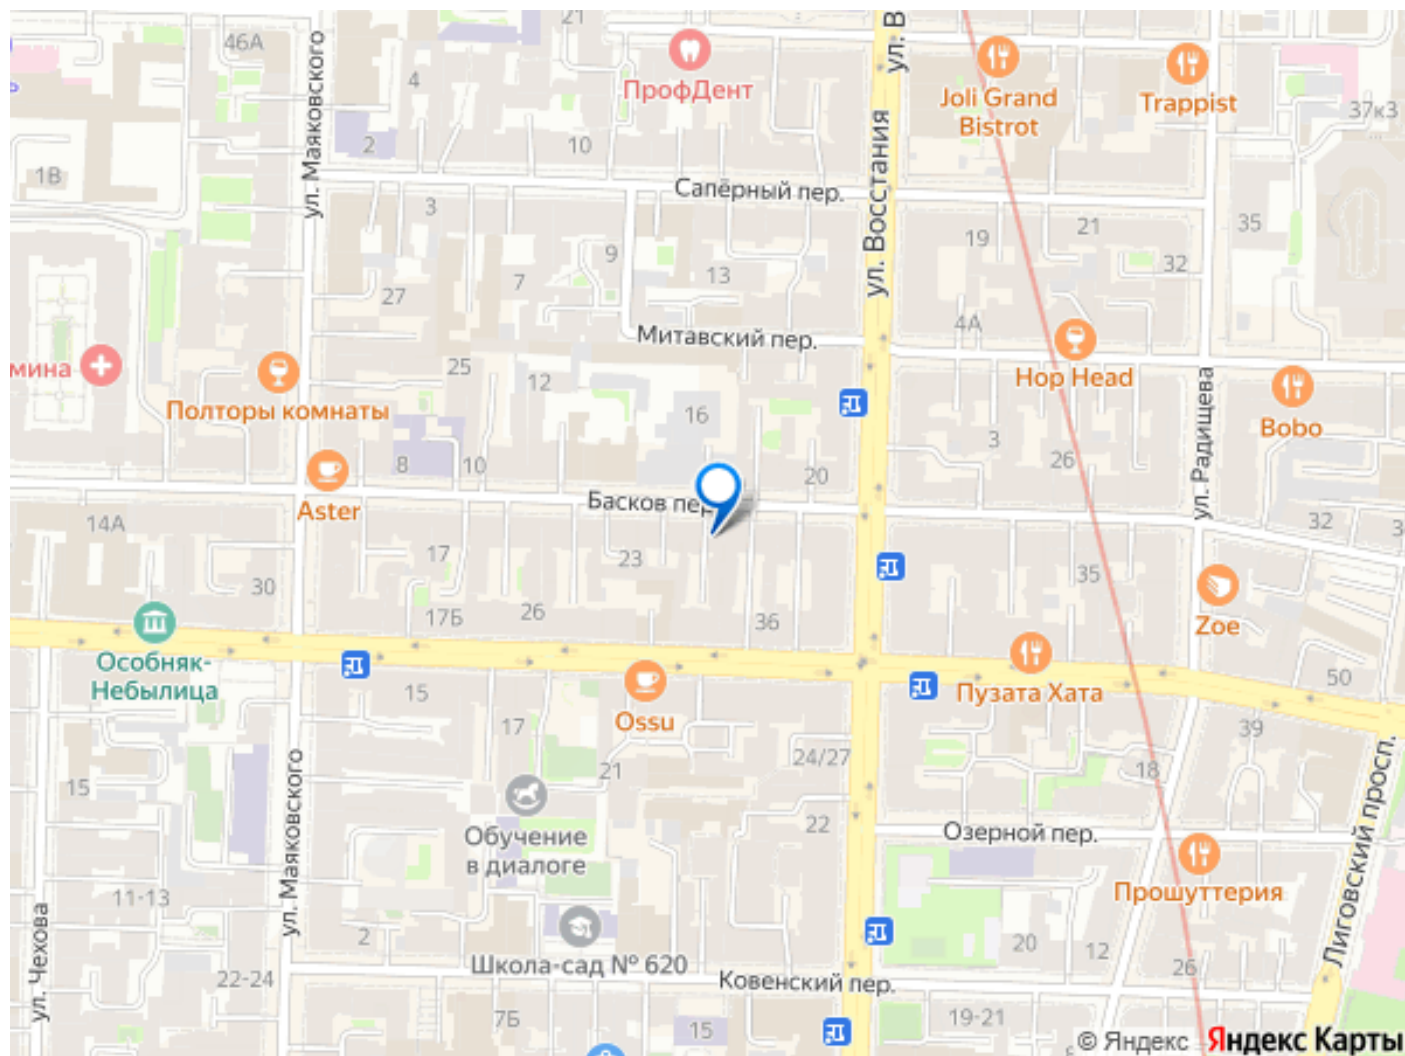 21
46А
ул. Маяковского
4
2
10
ПрофДент
ул. В
Joli Grand
Bistrot
Trappist
37к3
1В
Сапёрный пер.
ул. Восстания
3
9
7
13
27
19
21
35
32
Митавский пер.
4А
мина
Полторы комнаты
25
12
16
Hop Head
ул. Радищева
Bobo
8
10
20
3
26
Aster
Басков пер
14А
32
17
23
35
30
17Б
26
36
Zoe
Особняк-
Небылица
15
Ossu
Пузата Хата
50
17
21
24/27
18
39
15
ул. Маяковского
Обучение
в диалоге
22
Озерной пер.
Лиговский просп.
11-13
Прошуттерия
ул. Чехова
2
20
12
22-24
Школа-сад № 620
Ковенский пер.
26
7Б
15
19-21
© Яндекс Яндекс Карты